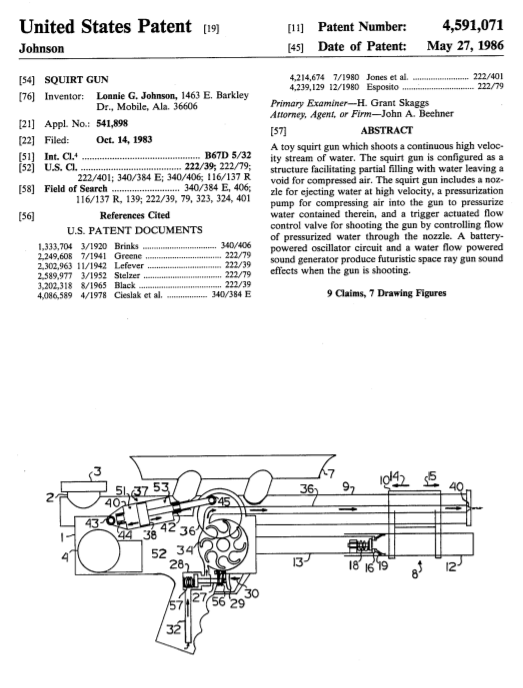 United States Patent [19]
Johnson
[11] Patent Number: 4,591,071
[45] Date of Patent: May 27, 1986
[54] SQUIRT GUN
[76] Inventor: Lonnie G. Johnson, 1463 E. Barkley
Dr., Mobile, Ala. 36606
[21] Appl. No.: 541,898
[22] Filed: Oct. 14, 1983
[51] Int. Cl.⁴ ........................................ B67D 5/32
[52] U.S. Cl. .................................. 222/39; 222/79;
222/401; 340/384 E; 340/406; 116/137 R
[58] Field of Search ..................... 340/384 E, 406;
116/137 R, 139; 222/39, 79, 323, 324, 401
[56] References Cited
U.S. PATENT DOCUMENTS
1,333,704 3/1920 Brinks ............................ 340/406
2,249,608 7/1941 Greene ............................ 222/79
2,302,963 11/1942 Lefever ............................ 222/39
2,589,977 3/1952 Stelzer ............................ 222/79
3,202,318 8/1965 Black ............................ 222/39
4,086,589 4/1978 Cieslak et al. ................ 340/384 E
4,214,674 7/1980 Jones et al. ........................ 222/401
4,239,129 12/1980 Esposito ............................ 222/79
Primary Examiner—H. Grant Skaggs
Attorney, Agent, or Firm—John A. Beehner
[57] ABSTRACT
A toy squirt gun which shoots a continuous high veloc-
ity stream of water. The squirt gun is configured as a
structure facilitating partial filling with water leaving a
void for compressed air. The squirt gun includes a noz-
zle for ejecting water at high velocity, a pressurization
pump for compressing air into the gun to pressurize
water contained therein, and a trigger actuated flow
control valve for shooting the gun by controlling flow
of pressurized water through the nozzle. A battery-
powered oscillator circuit and a water flow powered
sound generator produce futuristic space ray gun sound
effects when the gun is shooting.
9 Claims, 7 Drawing Figures
3
2
51
37
53
40
43
44
38
42
45
7
36
9
10
14
15
40
1
4
36
34
52
28
57
27
56
29
30
32
13
18
16
19
8
12